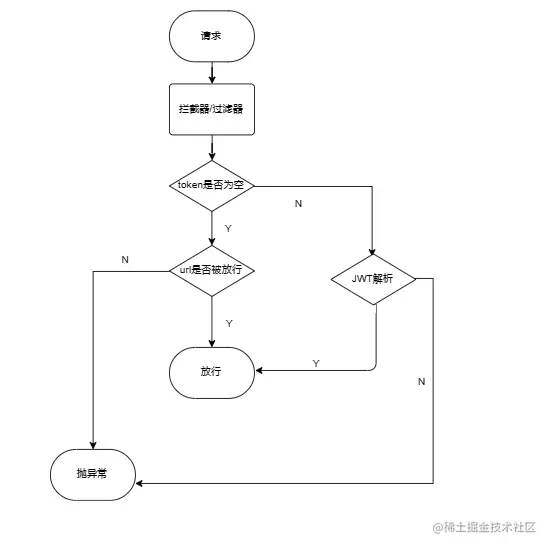 请求
拦截器/过滤器
token是否为空
N
Y
N
url是否被放行
JWT解析
Y
放行
Y
N
抛异常
@稀土掘金技术社区